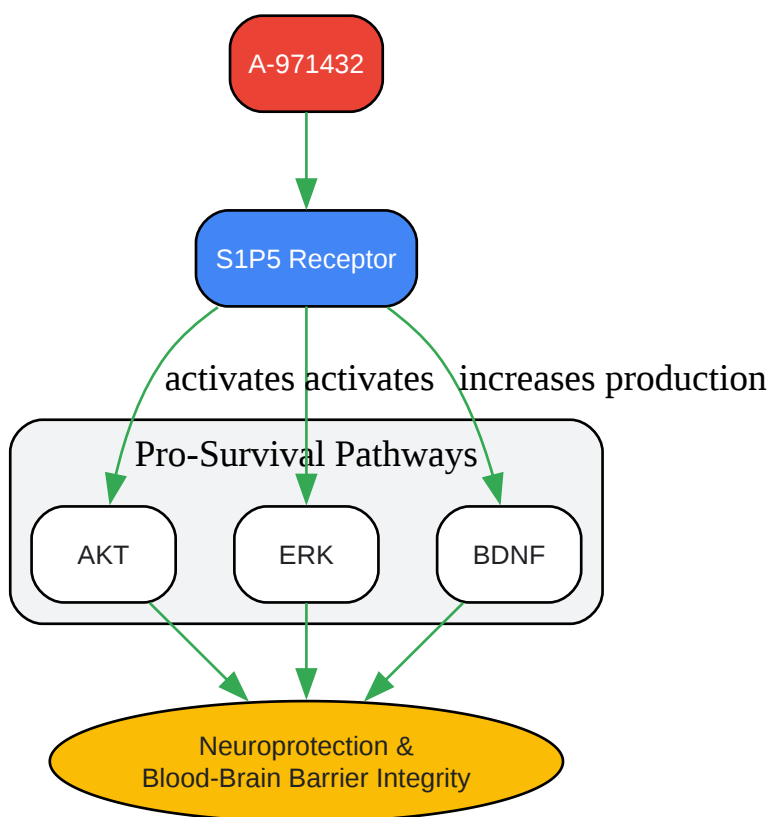 A-971432
S1P5 Receptor
activates
activates
increases production
Pro-Survival Pathways
AKT
ERK
BDNF
Neuroprotection &
Blood-Brain Barrier Integrity